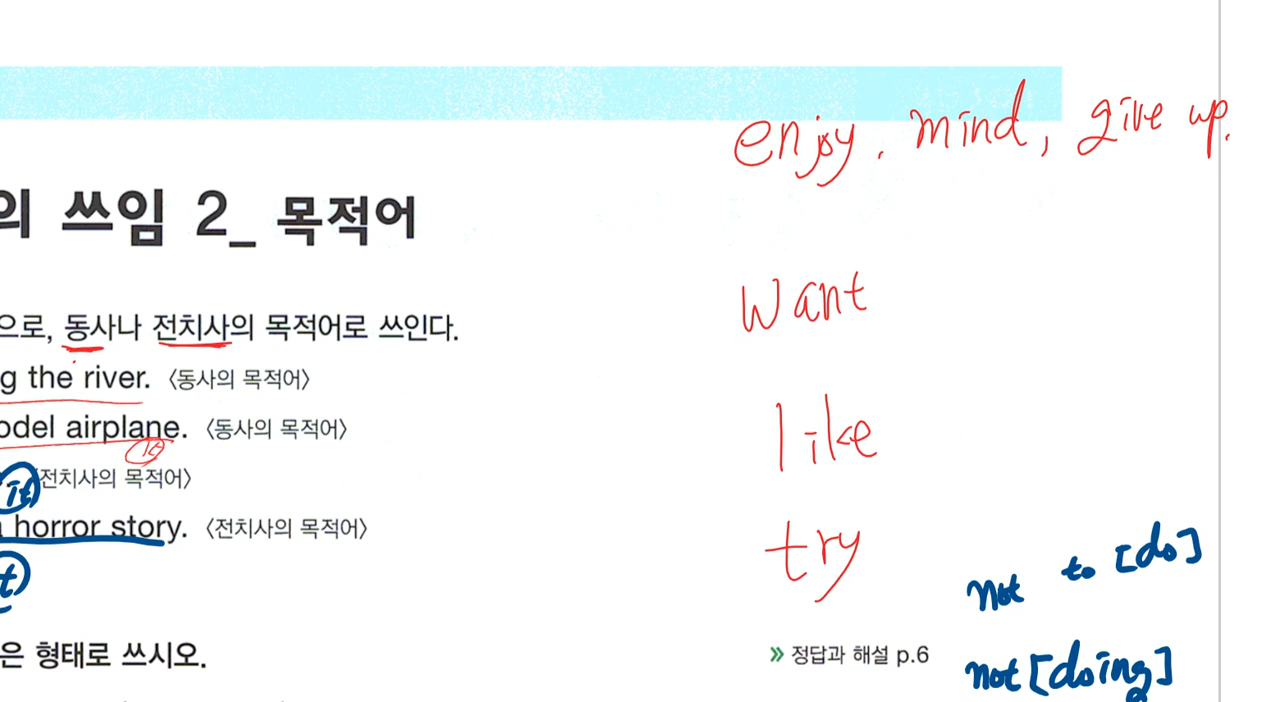 enjoy. mind, give up.
의 쓰임 2_ 목적어
want
으로, 동사나 전치사의 목적어로 쓰인다.
g the river. 〈동사의 목적어〉
like
odel airplane. 〈동사의 목적어〉
it
it 〈전치사의 목적어〉
a horror story. 〈전치사의 목적어〉
try
not to [do]
t
은 형태로 쓰시오.
» 정답과 해설 p.6
not [doing]